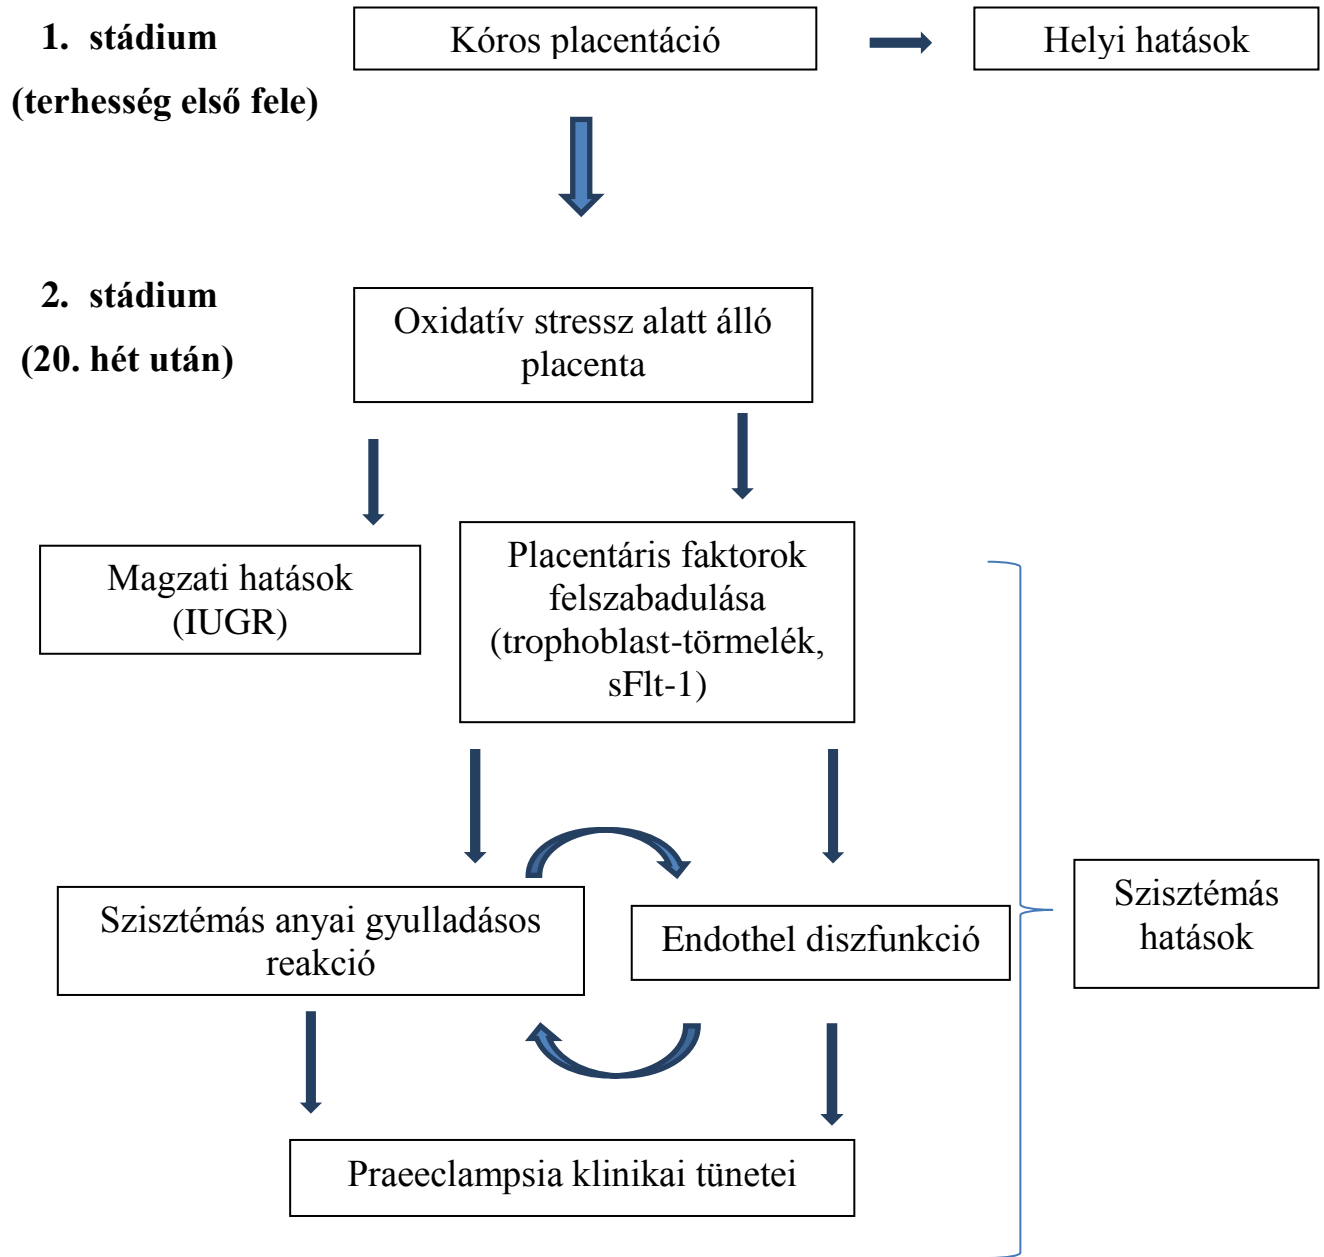 1. stádium
(terhesség első fele)
Kóros placentáció
Helyi hatások
2. stádium
(20. hét után)
Oxidatív stressz alatt álló
placenta
Magzati hatások
(IUGR)
Placentáris faktorok
felszabadulása
(trophoblast-törmelék,
sFlt-1)
Szisztémás anyai gyulladásos
reakció
Endothel diszfunkció
Szisztémás
hatások
Praeeclampsia klinikai tünetei